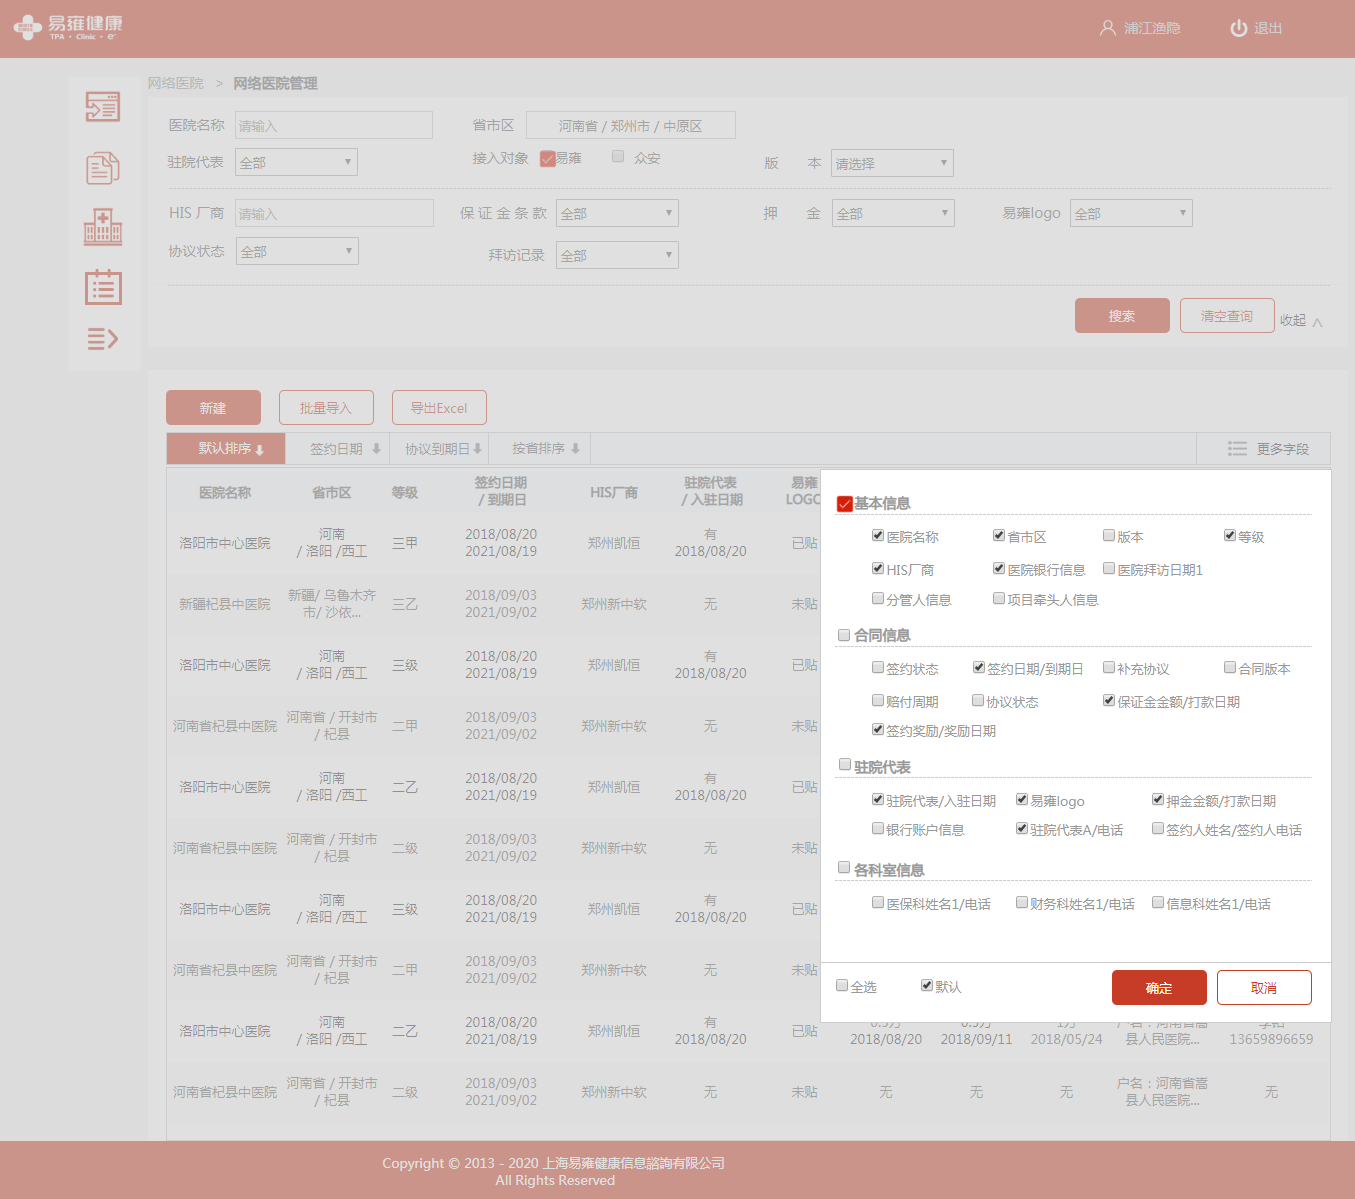 易雍健康
TPA · Clinic · e
浦江渔隐
退出
网络医院 > 网络医院管理
医院名称 请输入 省市区 河南省 / 郑州市 / 中原区
驻院代表 全部 接入对象 易雍 众安 版 本 请选择
HIS 厂商 请输入 保 证 金 条 款 全部 押 金 全部 易雍logo 全部
协议状态 全部 拜访记录 全部
搜索 清空查询 收起
新建 批量导入 导出Excel
默认排序 签约日期 协议到期日 按省排序 更多字段
医院名称 省市区 等级 签约日期 / 到期日 HIS厂商 驻院代表 / 入驻日期 易雍 LOGO
洛阳市中心医院 河南 / 洛阳 /西工 三甲 2018/08/20 2021/08/19 郑州凯恒 有 2018/08/20 已贴
新疆杞县中医院 新疆/ 乌鲁木齐市/ 沙依... 三乙 2018/09/03 2021/09/02 郑州新中软 无 未贴
洛阳市中心医院 河南 / 洛阳 /西工 三级 2018/08/20 2021/08/19 郑州凯恒 有 2018/08/20 已贴
河南省杞县中医院 河南省 / 开封市 / 杞县 二甲 2018/09/03 2021/09/02 郑州新中软 无 未贴
洛阳市中心医院 河南 / 洛阳 /西工 二乙 2018/08/20 2021/08/19 郑州凯恒 有 2018/08/20 已贴
河南省杞县中医院 河南省 / 开封市 / 杞县 二级 2018/09/03 2021/09/02 郑州新中软 无 未贴
洛阳市中心医院 河南 / 洛阳 /西工 三级 2018/08/20 2021/08/19 郑州凯恒 有 2018/08/20 已贴
河南省杞县中医院 河南省 / 开封市 / 杞县 二甲 2018/09/03 2021/09/02 郑州新中软 无 未贴
洛阳市中心医院 河南 / 洛阳 /西工 二乙 2018/08/20 2021/08/19 郑州凯恒 有 2018/08/20 已贴 2018/08/20 2018/09/11 2018/05/24 县人民医院... 13659896659
河南省杞县中医院 河南省 / 开封市 / 杞县 二级 2018/09/03 2021/09/02 郑州新中软 无 未贴 无 无 无 户名：河南省嵩县人民医院... 无
基本信息
医院名称 省市区 版本 等级
HIS厂商 医院银行信息 医院拜访日期1
分管人信息 项目牵头人信息
合同信息
签约状态 签约日期/到期日 补充协议 合同版本
赔付周期 协议状态 保证金金额/打款日期
签约奖励/奖励日期
驻院代表
驻院代表/入驻日期 易雍logo 押金金额/打款日期
银行账户信息 驻院代表A/电话 签约人姓名/签约人电话
各科室信息
医保科姓名1/电话 财务科姓名1/电话 信息科姓名1/电话
全选 默认 确定 取消
Copyright © 2013 - 2020 上海易雍健康信息諮詢有限公司
All Rights Reserved